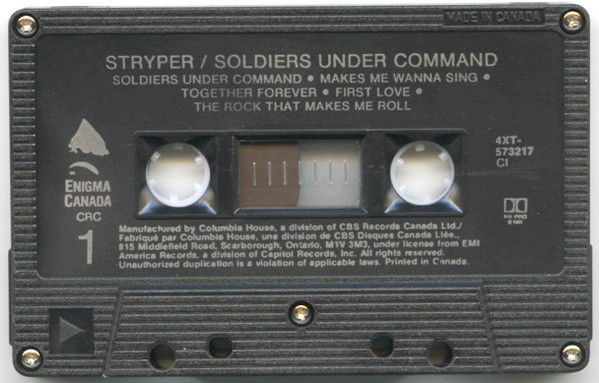 MADE IN CANADA
STRYPER / SOLDIERS UNDER COMMAND
SOLDIERS UNDER COMMAND • MAKES ME WANNA SING •
TOGETHER FOREVER • FIRST LOVE •
THE ROCK THAT MAKES ME ROLL
ENIGMA
CANADA
CRC
1
4XT-
573217
CI
HX PRO
B NR
Manufactured by Columbia House, a division of CBS Records Canada Ltd./
Fabriqué par Columbia House, une division de CBS Disques Canada Ltée.,
815 Middlefield Road, Scarborough, Ontario, M1V 3M3, under license from EMI
America Records, a division of Capitol Records, Inc. All rights reserved.
Unauthorized duplication is a violation of applicable laws. Printed in Canada.